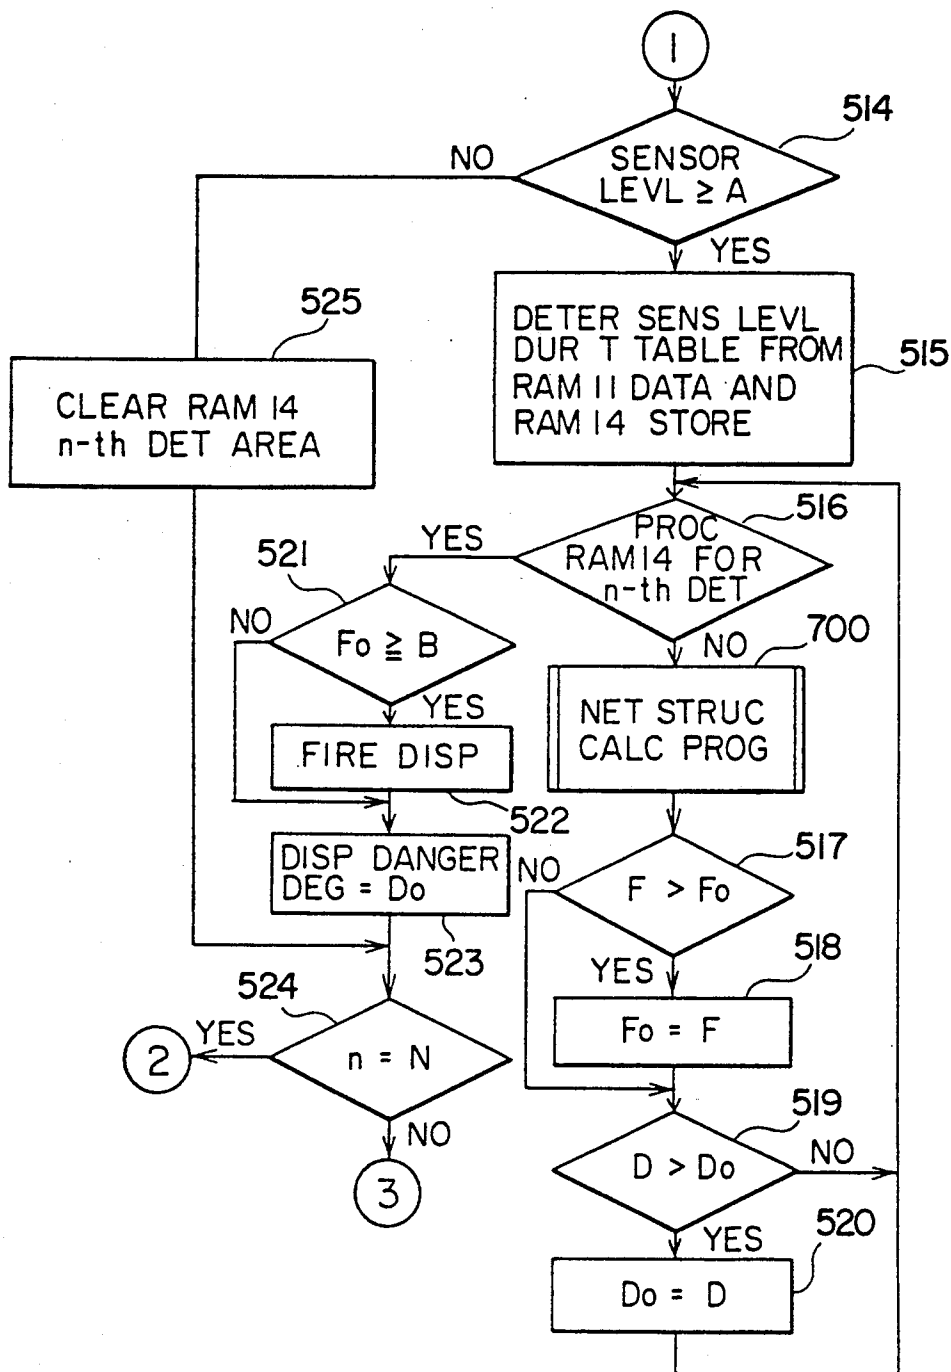 1
514
SENSOR
LEVL ≥ A
NO
YES
525
CLEAR RAM 14
n-th DET AREA
DETER SENS LEVL
DUR T TABLE FROM
RAM 11 DATA AND
RAM 14 STORE
515
516
PROC
RAM14 FOR
n-th DET
YES
NO
521
Fo ≧ B
NO
YES
FIRE DISP
522
700
NET STRUC
CALC PROG
DISP DANGER
DEG = Do
523
517
F > Fo
NO
YES
518
Fo = F
524
n = N
YES
2
NO
3
519
D > Do
NO
YES
520
Do = D